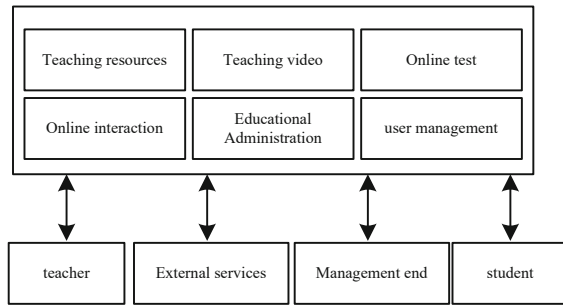 Teaching resources
Teaching video
Online test
Online interaction
Educational
Administration
user management
teacher
External services
Management end
student